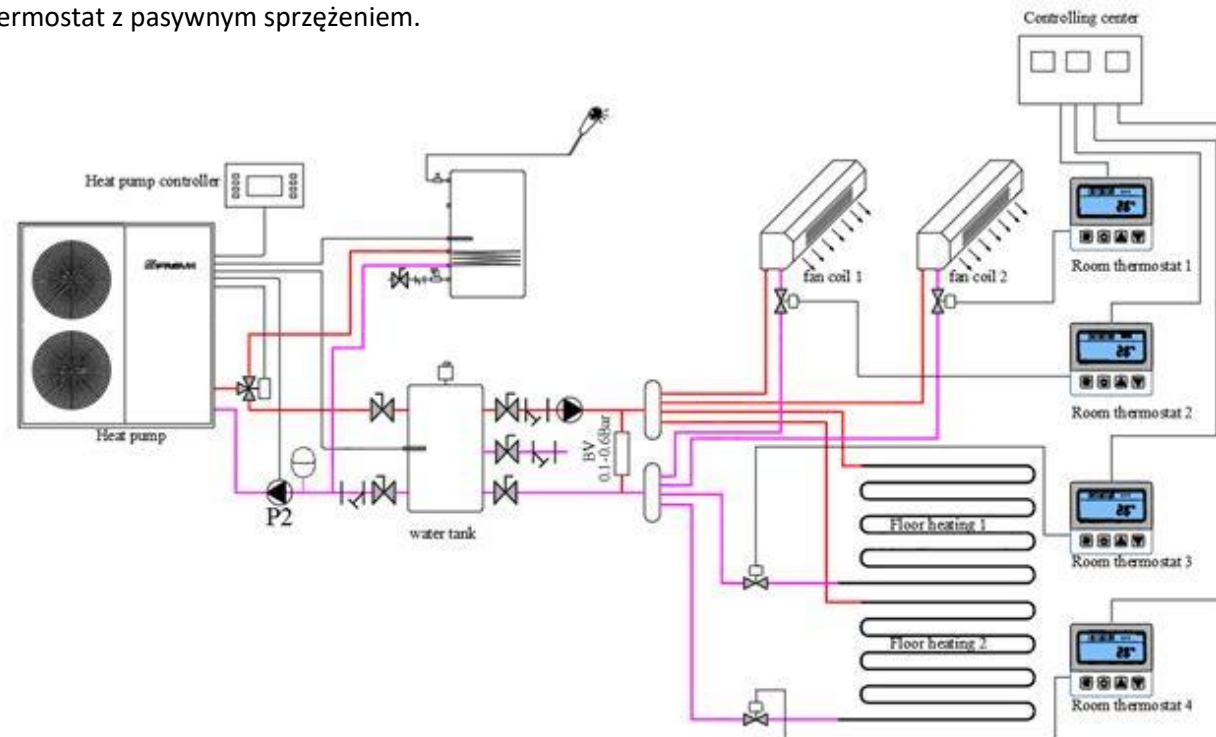 ermostat z pasywnym sprzężeniem.
Controlling center
Heat pump controller
Heat pump
P2
water tank
BV
0.1-0.6Bar
fan coil 1
fan coil 2
Room thermostat 1
Room thermostat 2
Floor heating 1
Room thermostat 3
Floor heating 2
Room thermostat 4